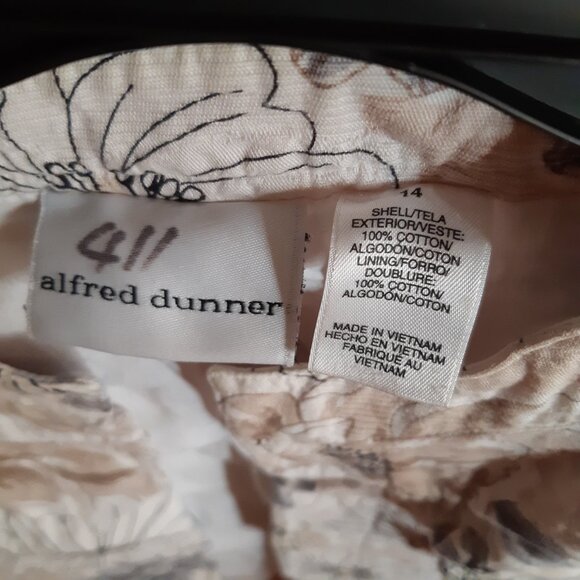 411
alfred dunner
14
SHELL/TELA
EXTERIOR/VESTE:
100% COTTON/
ALGODÓN/COTON
LINING/FORRO/
DOUBLURE:
100% COTTON/
ALGODÓN/COTON
MADE IN VIETNAM
HECHO EN VIETNAM
FABRIQUÉ AU
VIETNAM